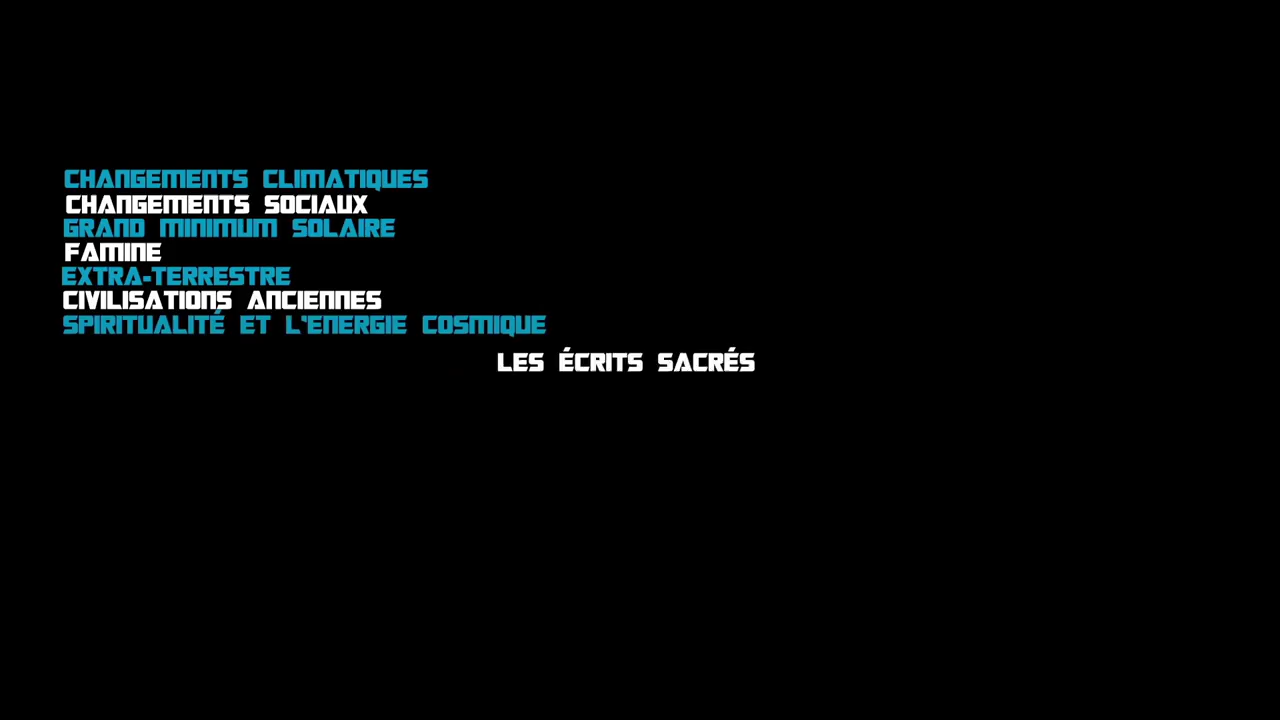 CHANGEMENTS CLIMATIQUES
CHANGEMENTS SOCIAUX
GRAND MINIMUM SOLAIRE
FAMINE
EXTRA-TERRESTRE
CIVILISATIONS ANCIENNES
SPIRITUALITÉ ET L'ENERGIE COSMIQUE
LES ÉCRITS SACRÉS